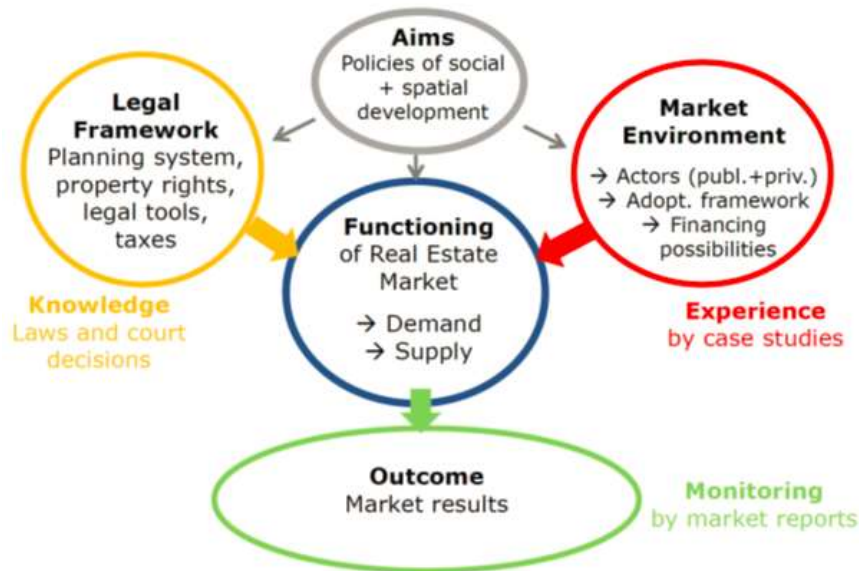 Aims
Policies of social
+ spatial
development
Legal
Framework
Planning system,
property rights,
legal tools,
taxes
Market
Environment
→ Actors (publ.+priv.)
→ Adopt. framework
→ Financing
possibilities
Functioning
of Real Estate
Market
→ Demand
→ Supply
Knowledge
Laws and court
decisions
Experience
by case studies
Outcome
Market results
Monitoring
by market reports